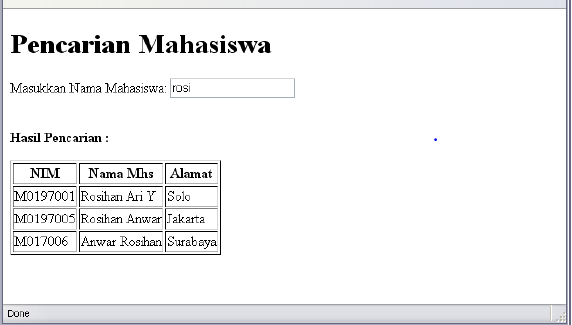 Pencarian Mahasiswa
Masukkan Nama Mahasiswa: rosi
Hasil Pencarian :
NIM Nama Mhs Alamat
M0197001 Rosihan Ari Y Solo
M0197005 Rosihan Anwar Jakarta
M017006 Anwar Rosihan Surabaya
Done